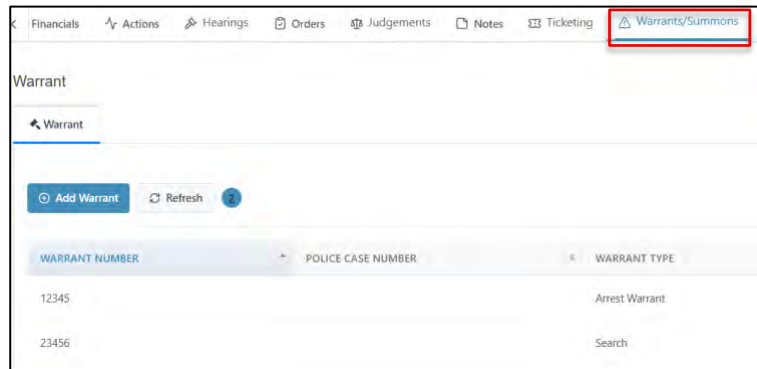 Financials Actions Hearings Orders Judgements Notes Ticketing Warrants/Summons
Warrant
Warrant
Add Warrant Refresh 2
WARRANT NUMBER POLICE CASE NUMBER WARRANT TYPE
12345 Arrest Warrant
23456 Search